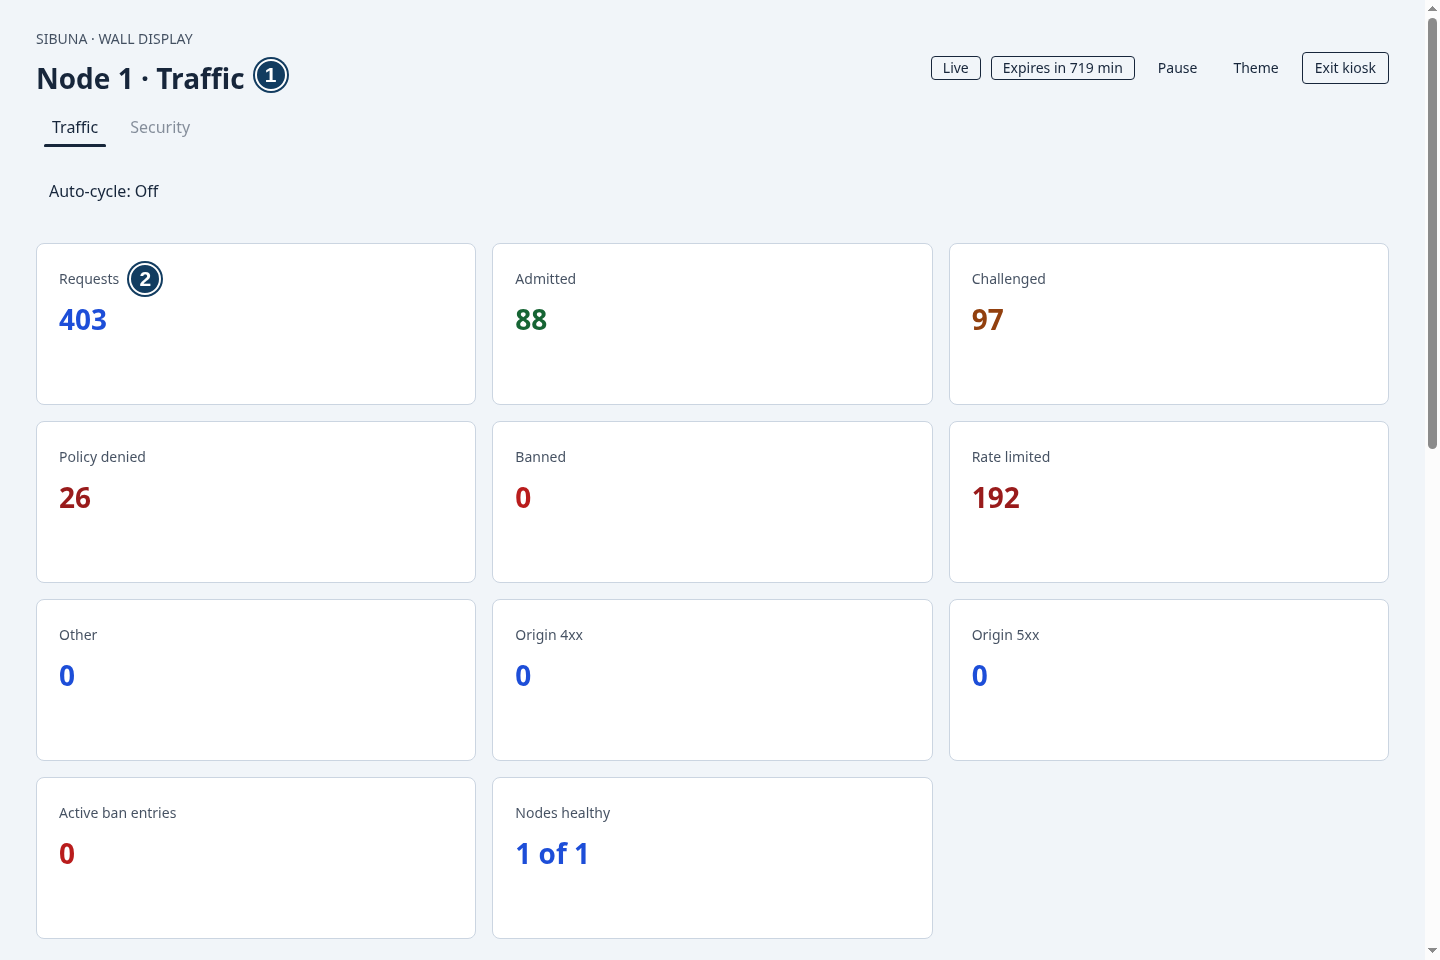 SIBUNA · WALL DISPLAY
Node 1 · Traffic 1
Live Expires in 719 min Pause Theme Exit kiosk
Traffic Security
Auto-cycle: Off
Requests 2
403
Admitted
88
Challenged
97
Policy denied
26
Banned
0
Rate limited
192
Other
0
Origin 4xx
0
Origin 5xx
0
Active ban entries
0
Nodes healthy
1 of 1